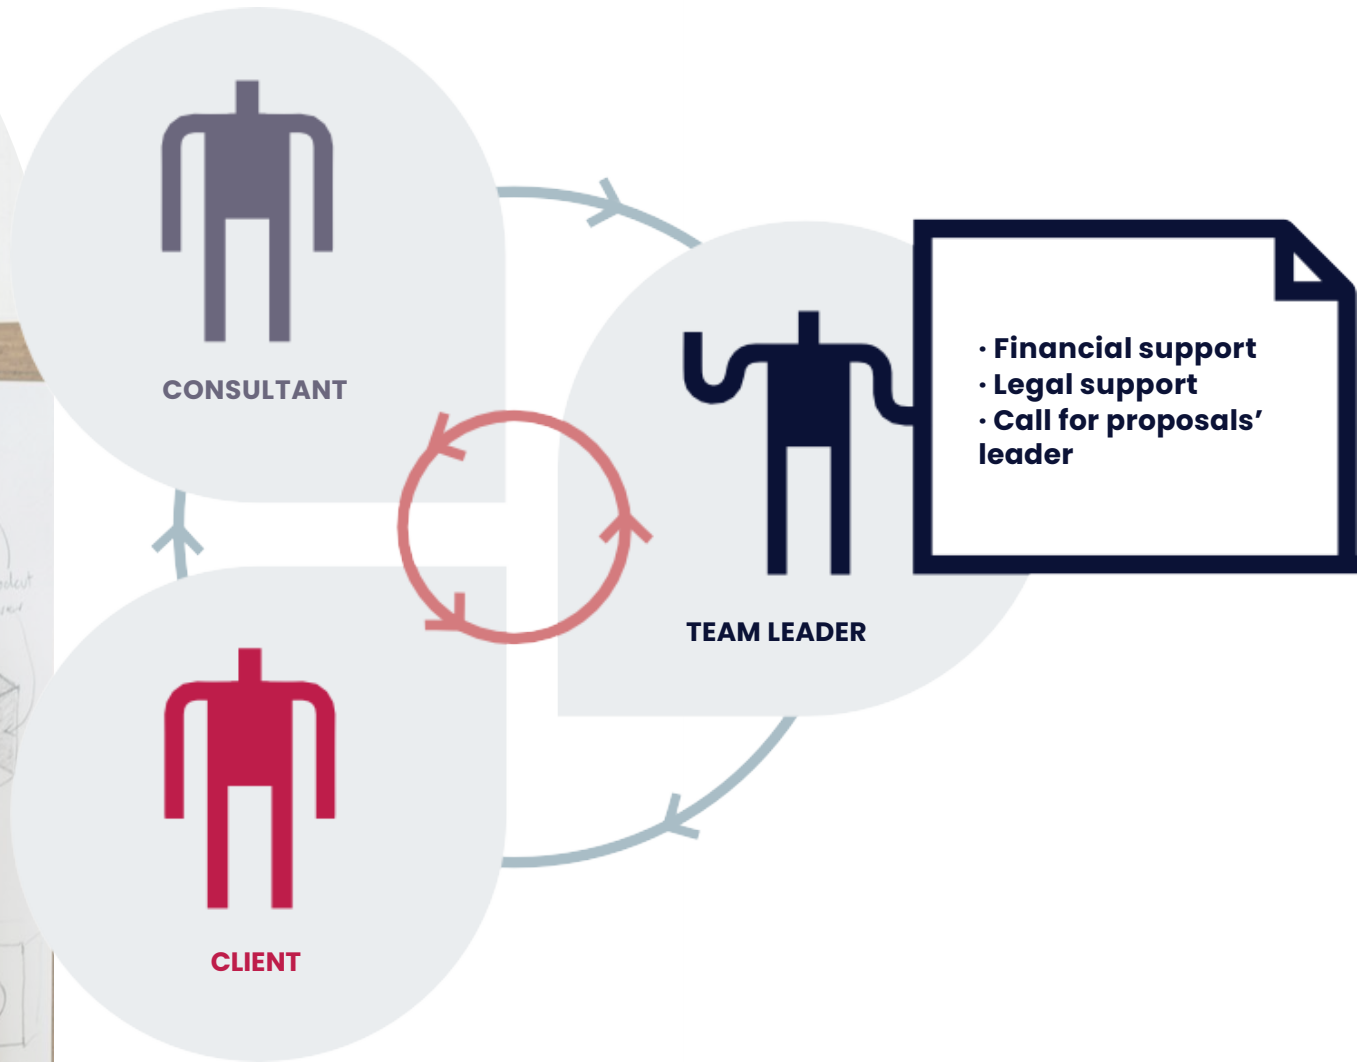 CONSULTANT
· Financial support
· Legal support
· Call for proposals’
leader
TEAM LEADER
CLIENT